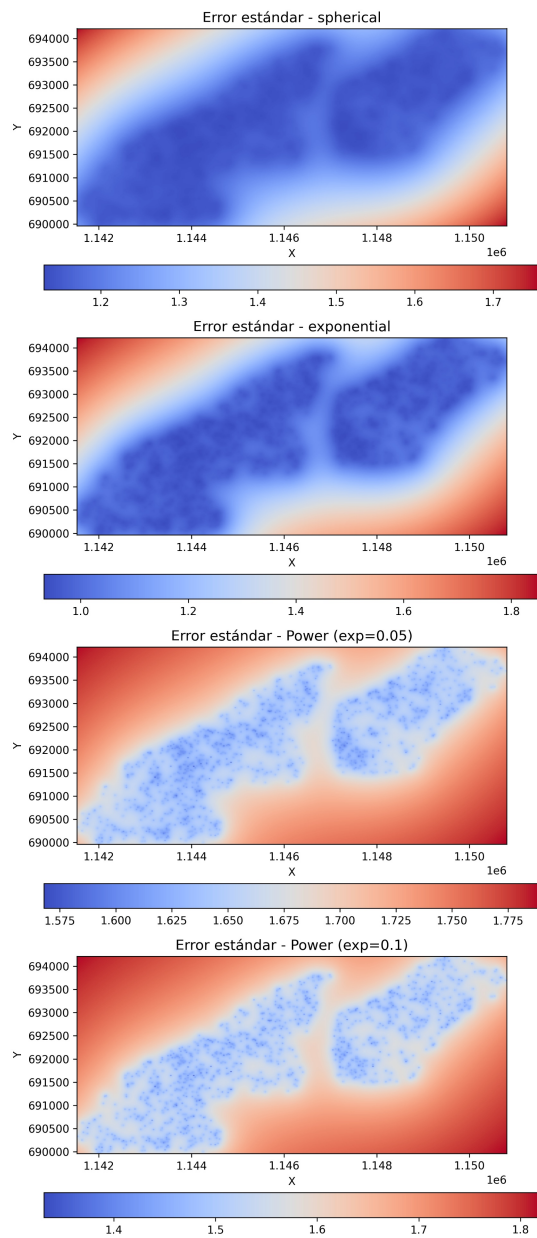 Error estándar - spherical
694000
693500
693000
692500
692000
691500
691000
690500
690000
Y
1.142 1.144 1.146 1.148 1.150
1e6
X
1.2 1.3 1.4 1.5 1.6 1.7
Error estándar - exponential
694000
693500
693000
692500
692000
691500
691000
690500
690000
Y
1.142 1.144 1.146 1.148 1.150
1e6
X
1.0 1.2 1.4 1.6 1.8
Error estándar - Power (exp=0.05)
694000
693500
693000
692500
692000
691500
691000
690500
690000
Y
1.142 1.144 1.146 1.148 1.150
1e6
X
1.575 1.600 1.625 1.650 1.675 1.700 1.725 1.750 1.775
Error estándar - Power (exp=0.1)
694000
693500
693000
692500
692000
691500
691000
690500
690000
Y
1.142 1.144 1.146 1.148 1.150
1e6
X
1.4 1.5 1.6 1.7 1.8